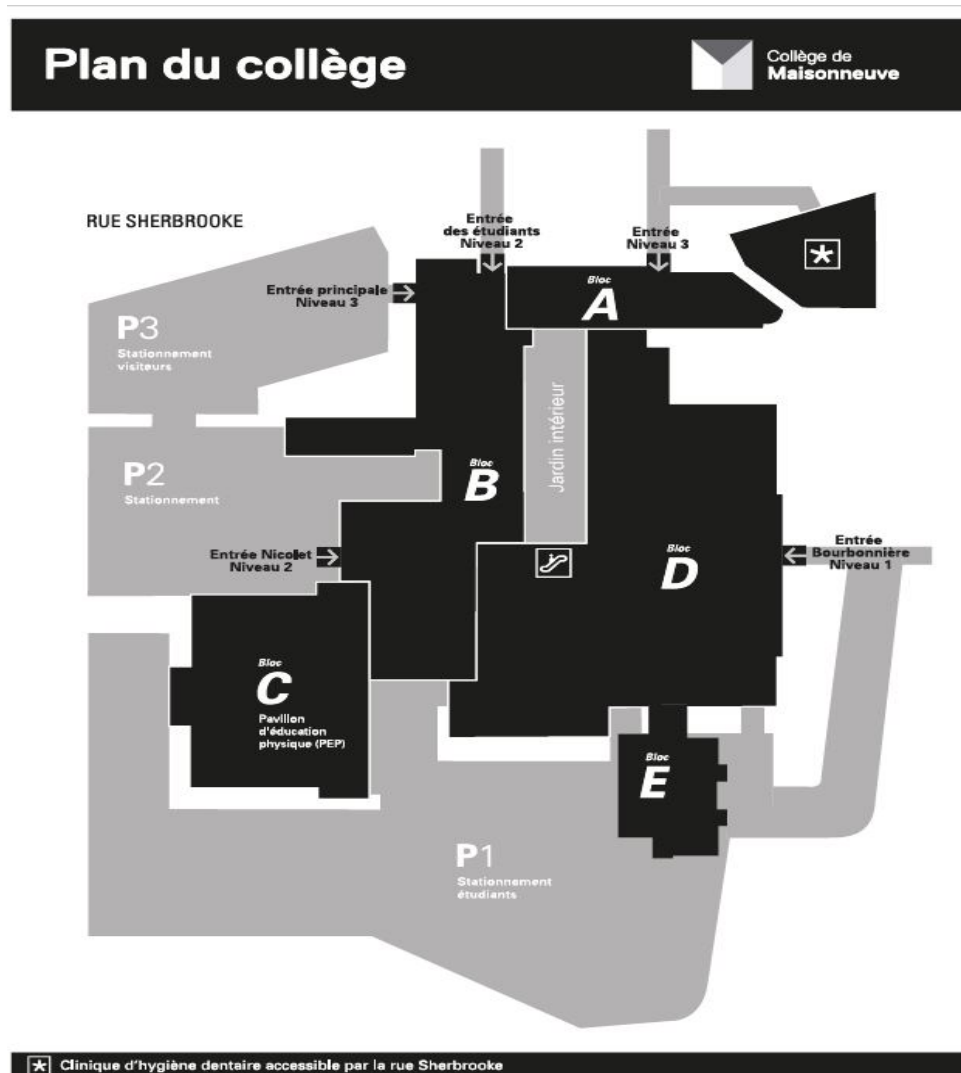 Plan du collège
Collège de
Maisonneuve
RUE SHERBROOKE
Entrée
des étudiants
Niveau 2
Entrée
Niveau 3
Entrée principale
Niveau 3
Bloc
A
P3
Stationnement
visiteurs
Jardin intérieur
P2
Stationnement
Bloc
B
Entrée Nicolet
Niveau 2
Bloc
D
Entrée
Bourbonnière
Niveau 1
Bloc
C
Pavillon
d'éducation
physique (PEP)
Bloc
E
P1
Stationnement
étudiants
* Clinique d'hygiène dentaire accessible par la rue Sherbrooke